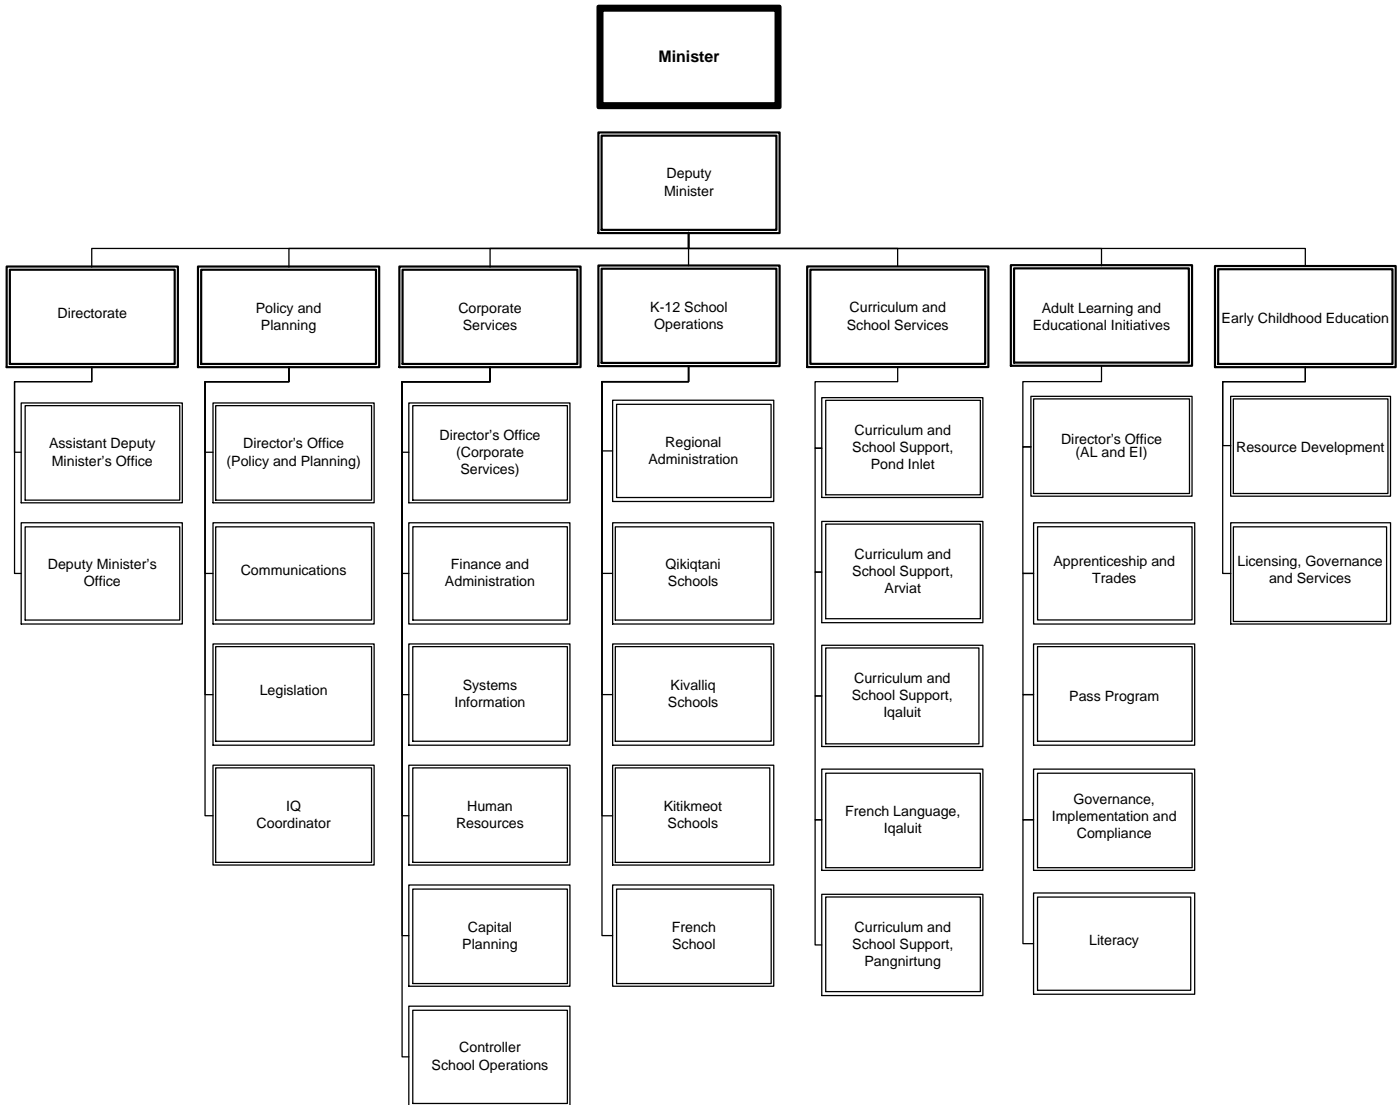 Minister
Deputy
Minister
Directorate
Policy and
Planning
Corporate
Services
K-12 School
Operations
Curriculum and
School Services
Adult Learning and
Educational Initiatives
Early Childhood Education
Assistant Deputy
Minister's Office
Deputy Minister's
Office
Director's Office
(Policy and Planning)
Communications
Legislation
IQ
Coordinator
Director's Office
(Corporate
Services)
Finance and
Administration
Systems
Information
Human
Resources
Capital
Planning
Controller
School Operations
Regional
Administration
Qikiqtani
Schools
Kivalliq
Schools
Kitikmeot
Schools
French
School
Curriculum and
School Support,
Pond Inlet
Curriculum and
School Support,
Arviat
Curriculum and
School Support,
Iqaluit
French Language,
Iqaluit
Curriculum and
School Support,
Pangnirtung
Director's Office
(AL and EI)
Apprenticeship and
Trades
Pass Program
Governance,
Implementation and
Compliance
Literacy
Resource Development
Licensing, Governance
and Services